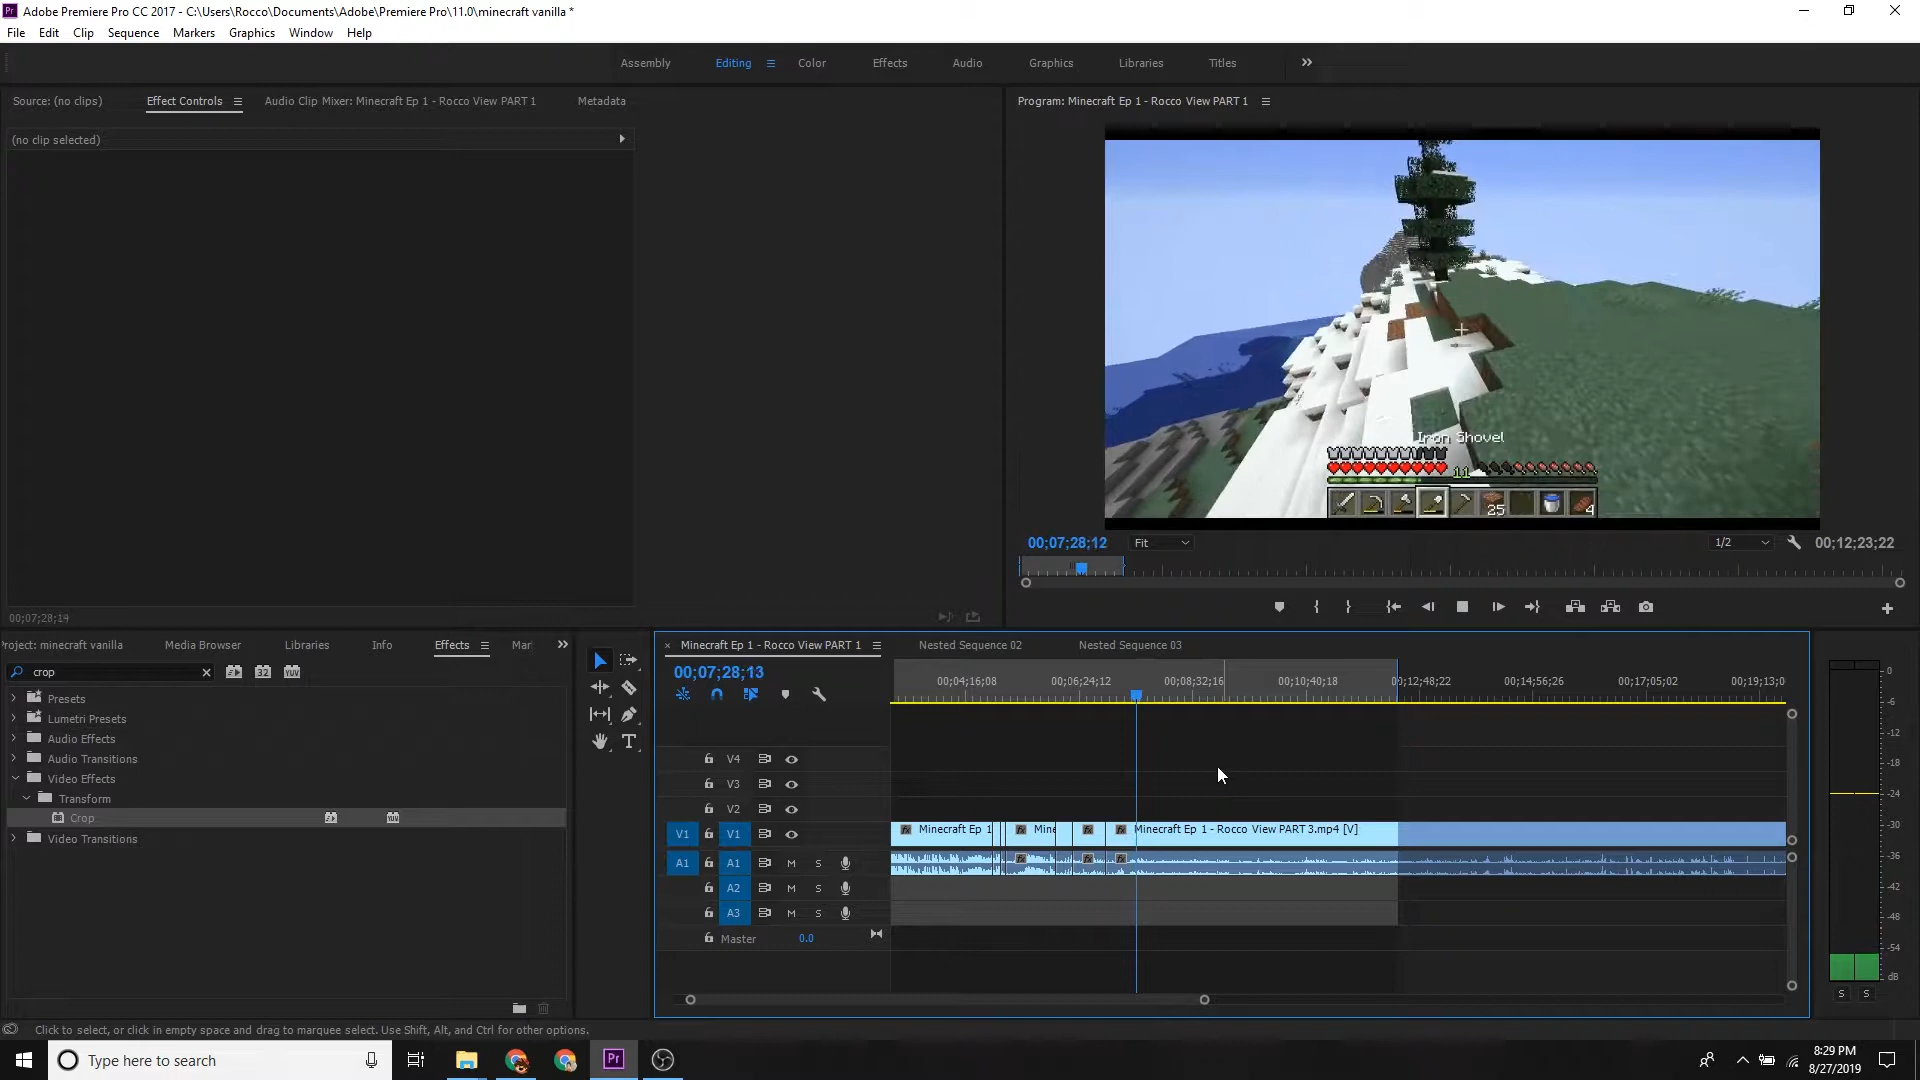 Adobe Premiere Pro CC 2017 - C:\Users\Rocco\Documents\Adobe\Premiere Pro\11.0\minecraft vanilla *
File Edit Clip Sequence Markers Graphics Window Help
Assembly Editing Color Effects Audio Graphics Libraries Titles
Source: (no clips) Effect Controls Audio Clip Mixer: Minecraft Ep 1 - Rocco View PART 1 Metadata
Program: Minecraft Ep 1 - Rocco View PART 1
(no clip selected)
Iron Shovel
11
25 4
00;07;28;12 Fit 1/2 00;12;23;22
00;07;28;14
roject: minecraft vanilla Media Browser Libraries Info Effects Mar
Minecraft Ep 1 - Rocco View PART 1 Nested Sequence 02 Nested Sequence 03
crop 32 YUV
00;07;28;13
00;04;16;08 00;06;24;12 00;08;32;16 00;10;40;18 00;12;48;22 00;14;56;26 00;17;05;02 00;19;13;0
Presets
Lumetri Presets
Audio Effects
Audio Transitions
Video Effects
Transform
Crop
Video Transitions
V4
V3
V2
V1 V1 fx Minecraft Ep 1 fx Mine fx fx Minecraft Ep 1 - Rocco View PART 3.mp4 [V]
A1 A1 M S fx fx fx
A2 M S
A3 M S
Master 0.0
0
-6
-12
-18
-24
-30
-36
-42
-48
-54
dB
S S
Click to select, or click in empty space and drag to marquee select. Use Shift, Alt, and Ctrl for other options.
Type here to search
Pr
8:29 PM
8/27/2019